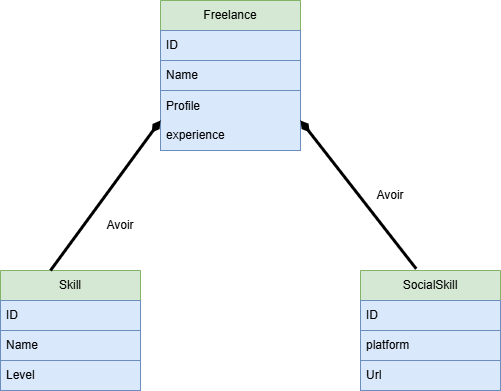 Freelance
ID
Name
Profile
experience
Avoir
Avoir
Skill
ID
Name
Level
SocialSkill
ID
platform
Url